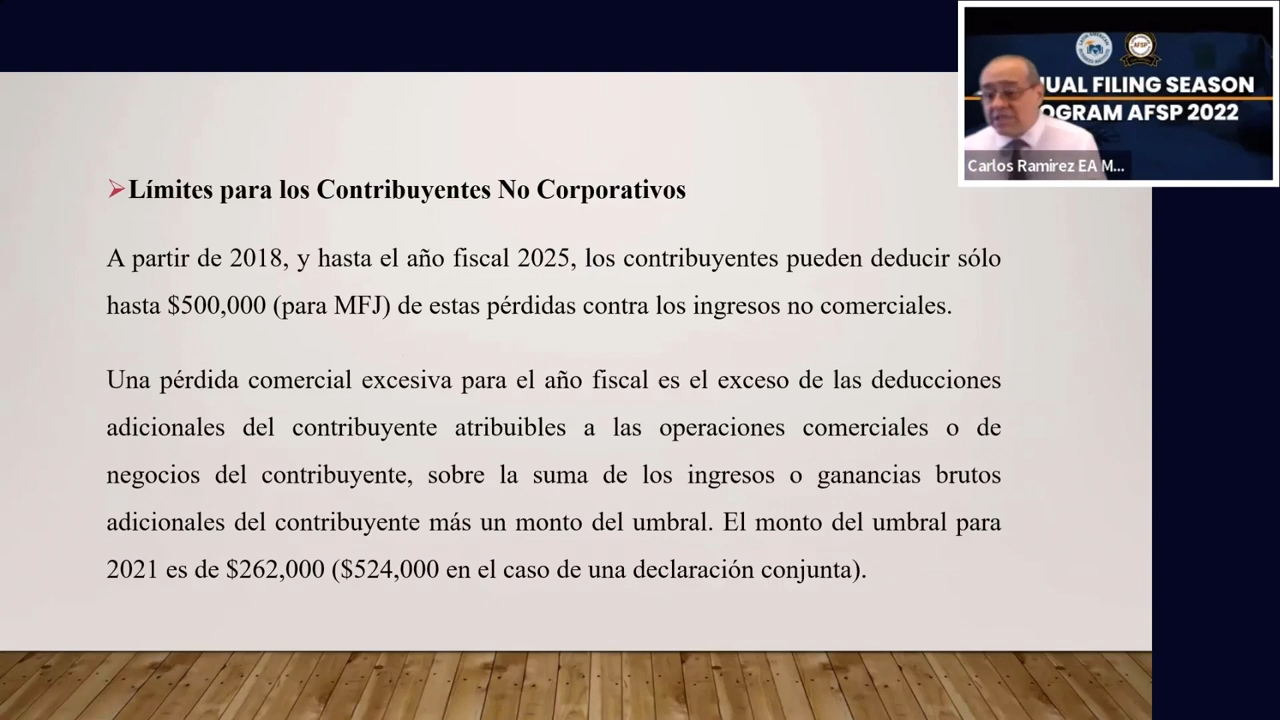 Límites para los Contribuyentes No Corporativos
A partir de 2018, y hasta el año fiscal 2025, los contribuyentes pueden deducir sólo
hasta $500,000 (para MFJ) de estas pérdidas contra los ingresos no comerciales.
Una pérdida comercial excesiva para el año fiscal es el exceso de las deducciones
adicionales del contribuyente atribuibles a las operaciones comerciales o de
negocios del contribuyente, sobre la suma de los ingresos o ganancias brutos
adicionales del contribuyente más un monto del umbral. El monto del umbral para
2021 es de $262,000 ($524,000 en el caso de una declaración conjunta).
AFSP
UAL FILING SEASON
OGRAM AFSP 2022
Carlos Ramirez EA M...